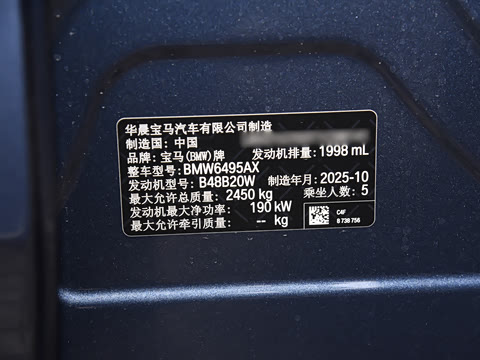 华晨宝马汽车有限公司制造
制造国: 中国
品牌: 宝马(BMW)牌 发动机排量: 1998 mL
整车型号: BMW6495AX
发动机型号: B48B20W 制造年月: 2025-10
最大允许总质量: 2450 kg 乘坐人数: 5
发动机最大净功率: 190 kW
最大允许牵引质量: -- kg
C4F
8 738 756